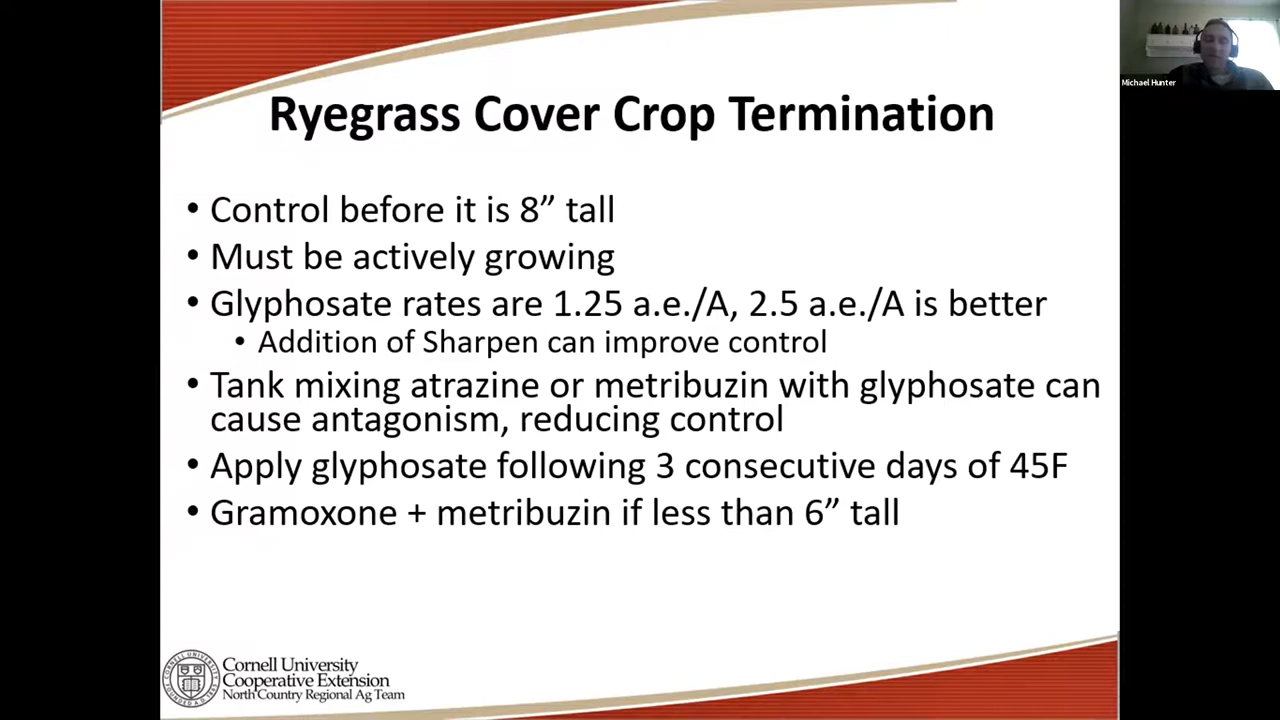 Michael Hunter
Ryegrass Cover Crop Termination
• Control before it is 8” tall
• Must be actively growing
• Glyphosate rates are 1.25 a.e./A, 2.5 a.e./A is better
• Addition of Sharpen can improve control
• Tank mixing atrazine or metribuzin with glyphosate can
cause antagonism, reducing control
• Apply glyphosate following 3 consecutive days of 45F
• Gramoxone + metribuzin if less than 6” tall
Cornell University
Cooperative Extension
North Country Regional Ag Team